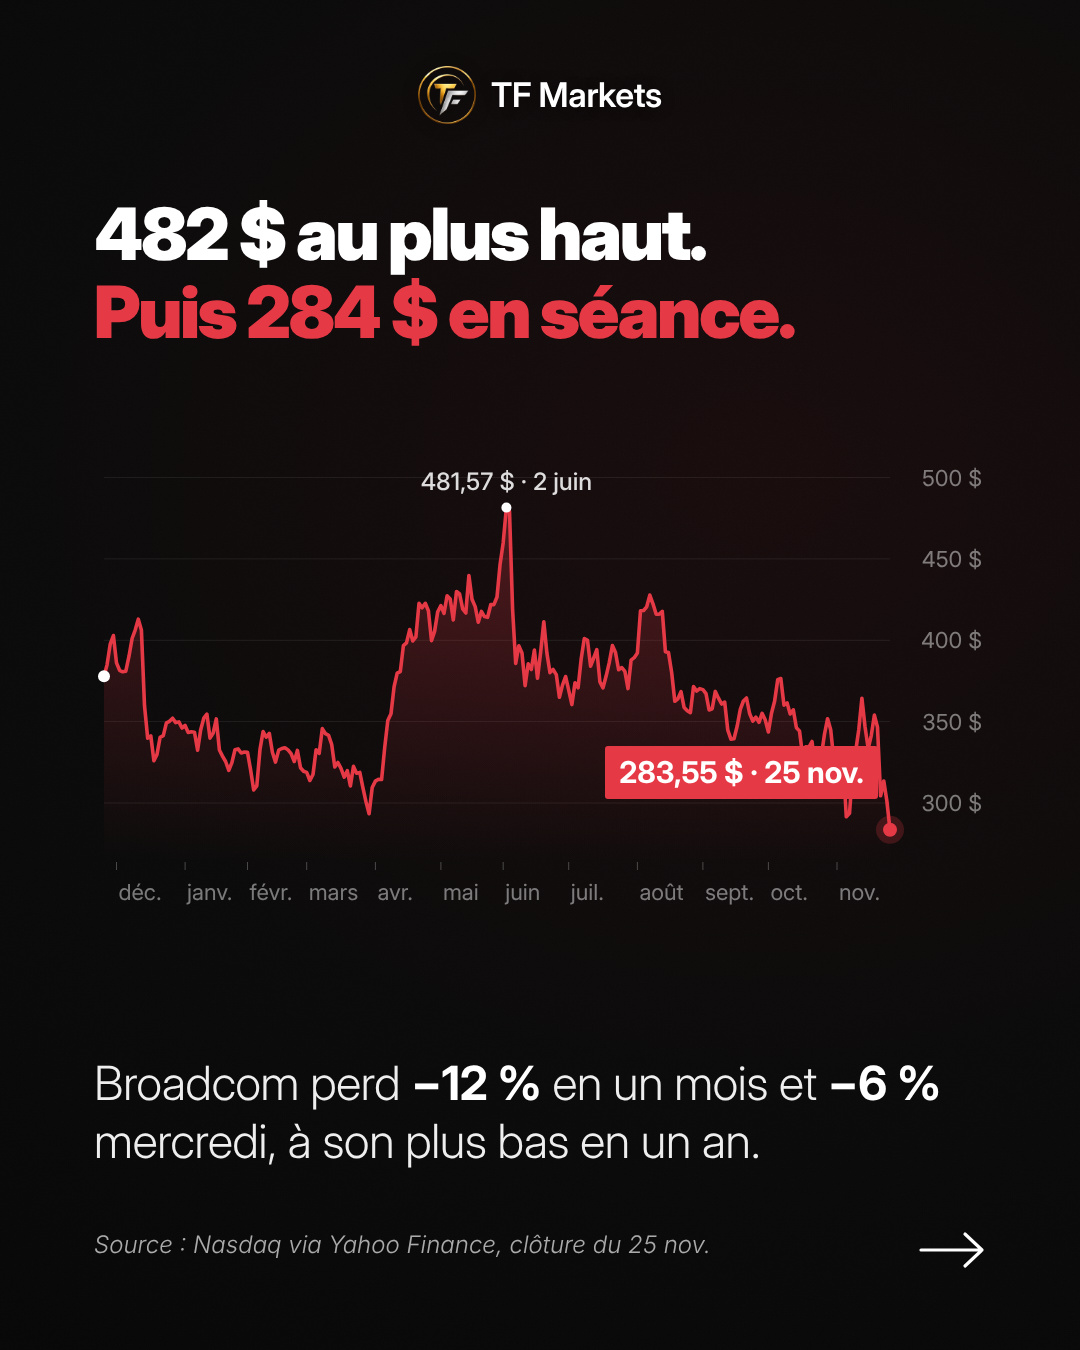 TF Markets
482 $ au plus haut.
Puis 284 $ en séance.
481,57 $ · 2 juin
500 $
450 $
400 $
350 $
283,55 $ · 25 nov.
300 $
déc. janv. févr. mars avr. mai juin juil. août sept. oct. nov.
Broadcom perd –12 % en un mois et –6 %
mercredi, à son plus bas en un an.
Source : Nasdaq via Yahoo Finance, clôture du 25 nov.